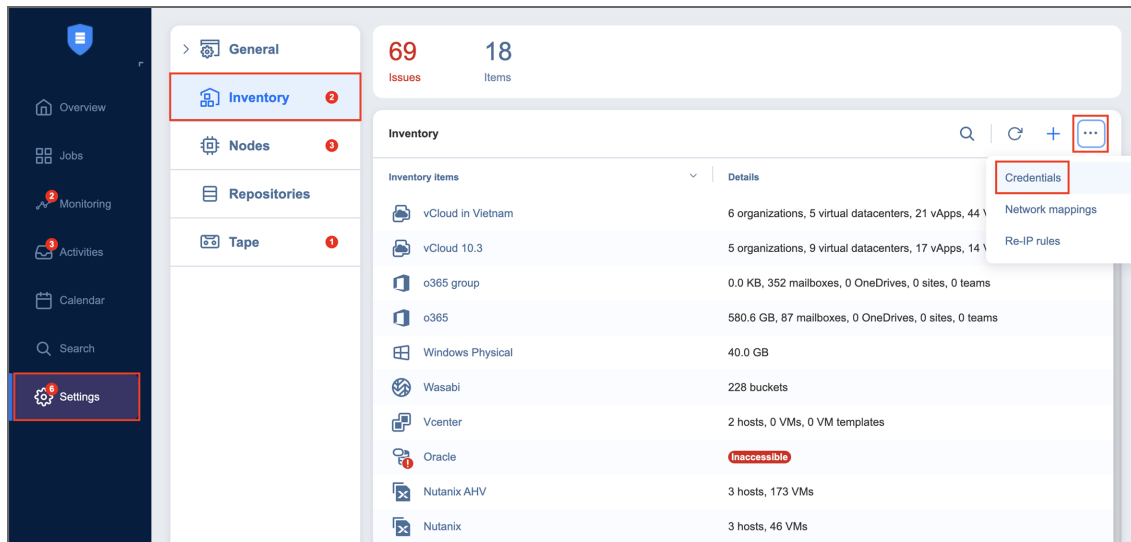 Overview
Jobs
2
Monitoring
3
Activities
Calendar
Search
6
Settings
General
Inventory 2
Nodes 3
Repositories
Tape 1
69 18
Issues Items
Inventory
Inventory items Details
vCloud in Vietnam 6 organizations, 5 virtual datacenters, 21 vApps, 44
vCloud 10.3 5 organizations, 9 virtual datacenters, 17 vApps, 14
o365 group 0.0 KB, 352 mailboxes, 0 OneDrives, 0 sites, 0 teams
o365 580.6 GB, 87 mailboxes, 0 OneDrives, 0 sites, 0 teams
Windows Physical 40.0 GB
Wasabi 228 buckets
Vcenter 2 hosts, 0 VMs, 0 VM templates
Oracle Inaccessible
Nutanix AHV 3 hosts, 173 VMs
Nutanix 3 hosts, 46 VMs
Credentials
Network mappings
Re-IP rules